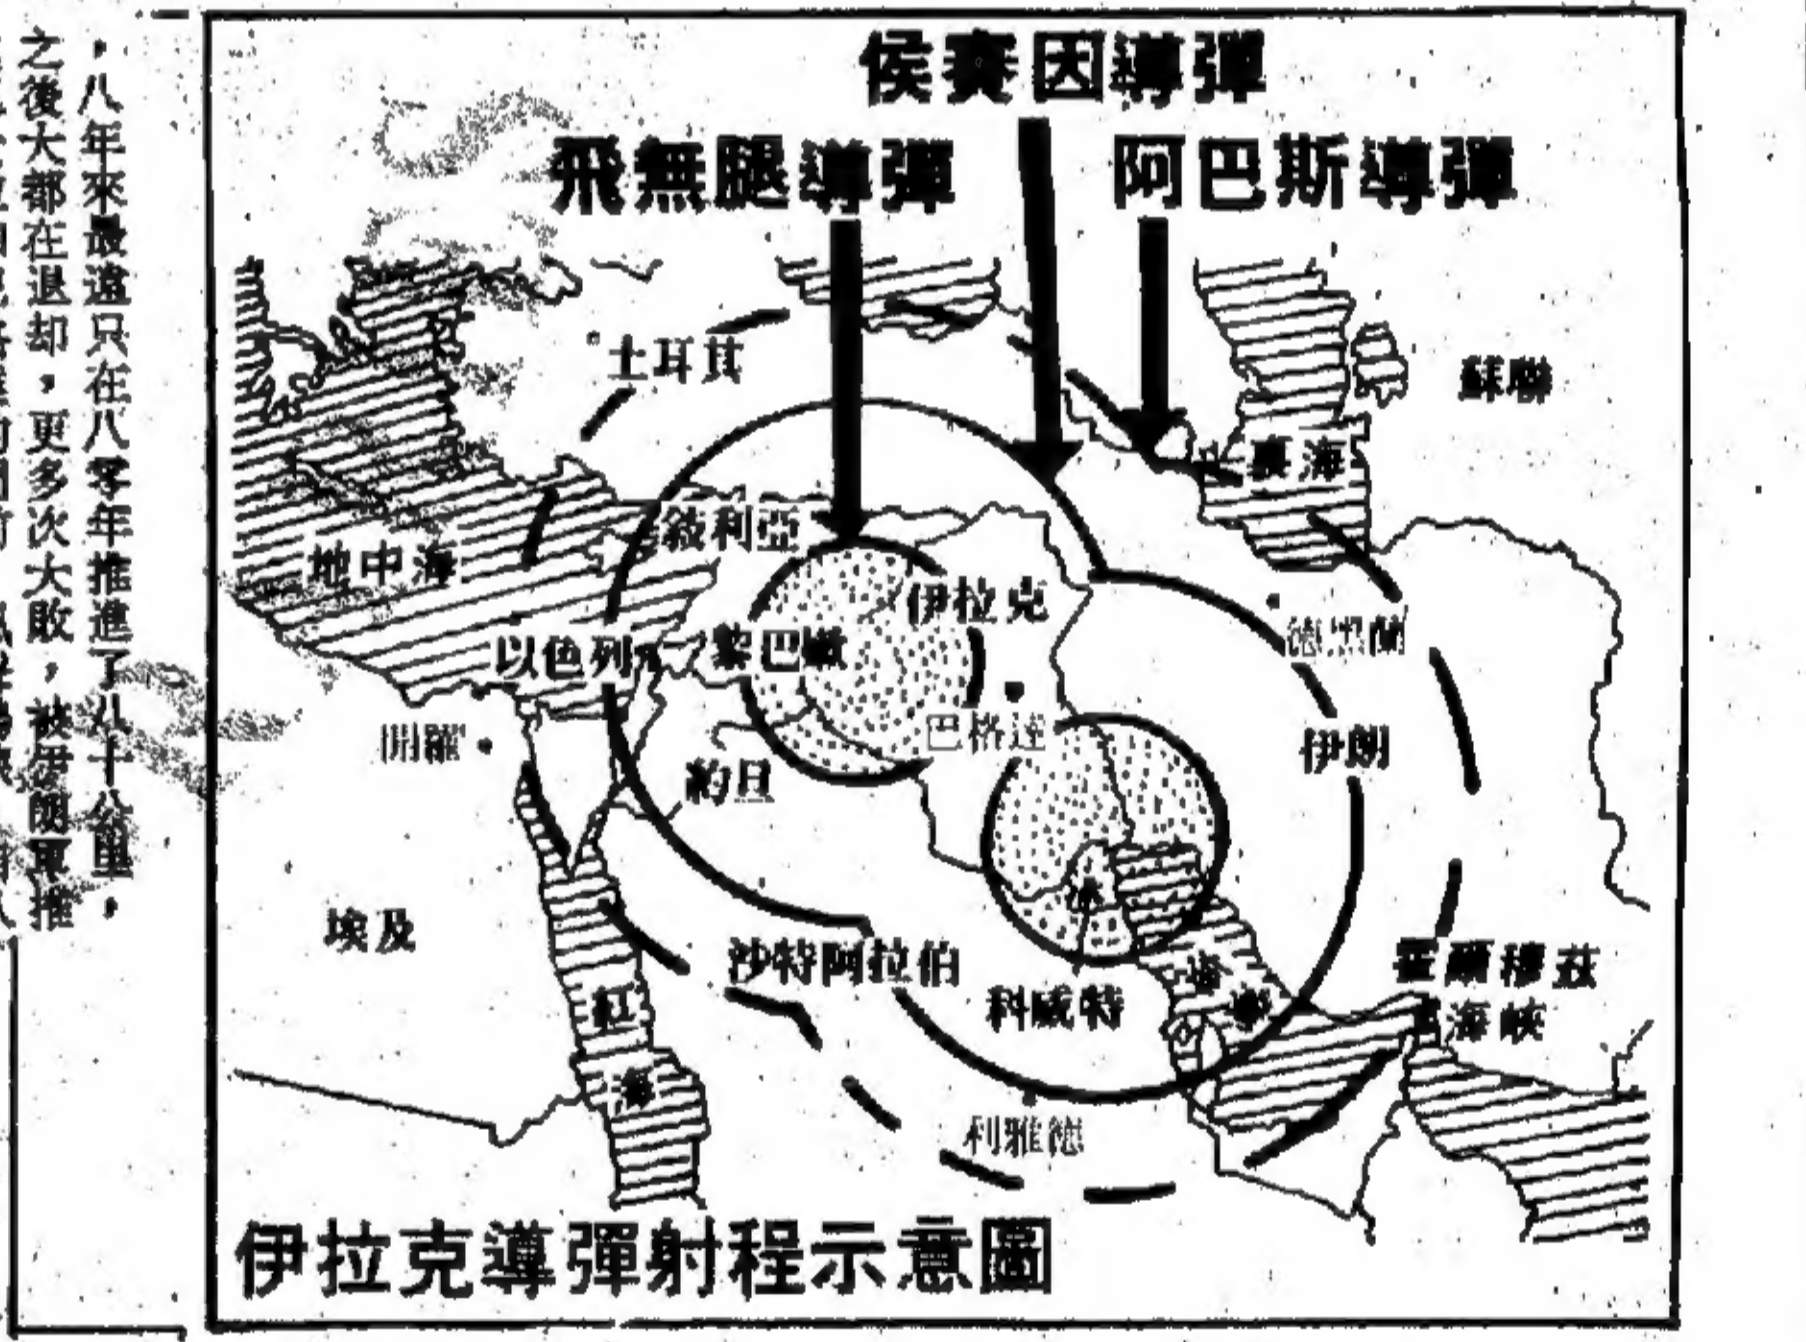 ，八年來最遠只在八零年推進了八十公里，
之後大都在退却，更多次大敗，被伊朗軍推
侯賽因導彈
飛無腿導彈
阿巴斯導彈
土耳其
蘇聯
裏海
敍利亞
地中海
伊拉克
德黑蘭
以色列
黎巴嫩
開羅
巴格達
伊朗
約旦
埃及
沙特阿拉伯
科威特
霍爾穆茲
海峽
紅
海
利雅德
伊拉克導彈射程示意圖